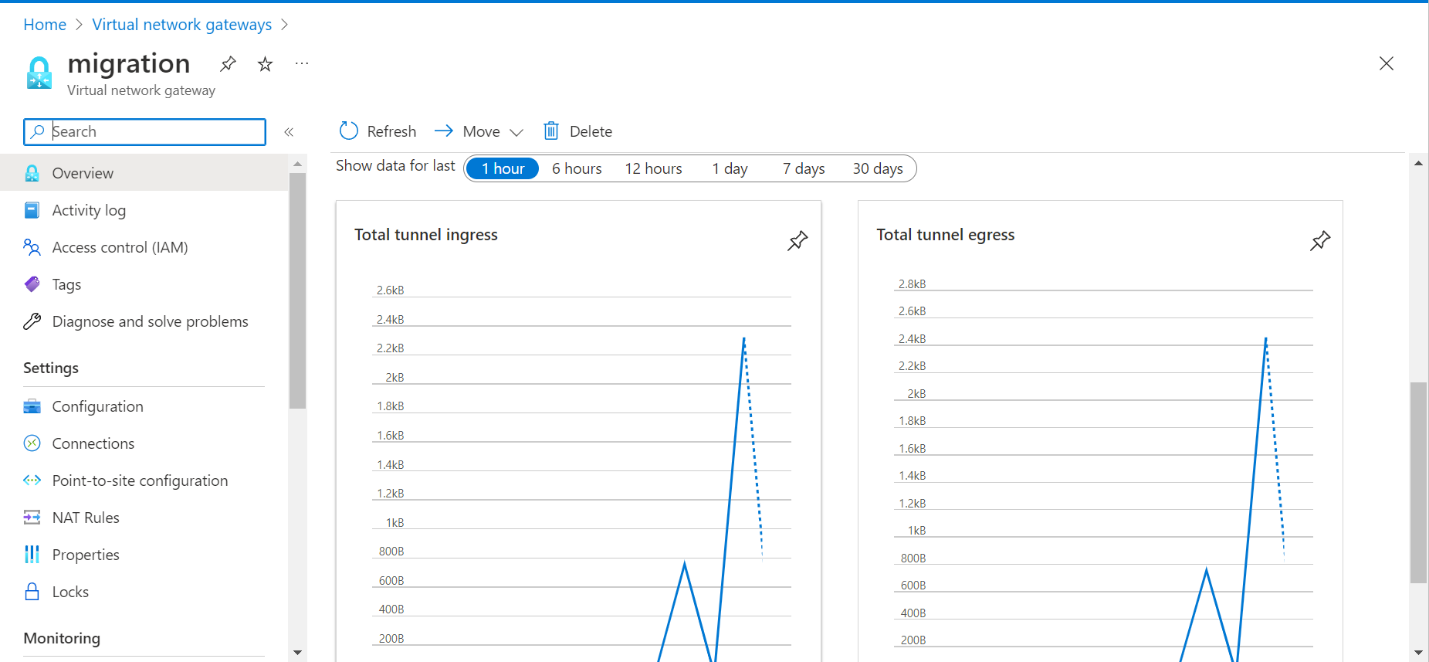 Home > Virtual network gateways >
migration
Virtual network gateway
Search
«
Refresh
Move
Delete
Overview
Activity log
Access control (IAM)
Tags
Diagnose and solve problems
Settings
Configuration
Connections
Point-to-site configuration
NAT Rules
Properties
Locks
Monitoring
Show data for last
1 hour
6 hours
12 hours
1 day
7 days
30 days
Total tunnel ingress
2.6kB
2.4kB
2.2kB
2kB
1.8kB
1.6kB
1.4kB
1.2kB
1kB
800B
600B
400B
200B
Total tunnel egress
2.8kB
2.6kB
2.4kB
2.2kB
2kB
1.8kB
1.6kB
1.4kB
1.2kB
1kB
800B
600B
400B
200B